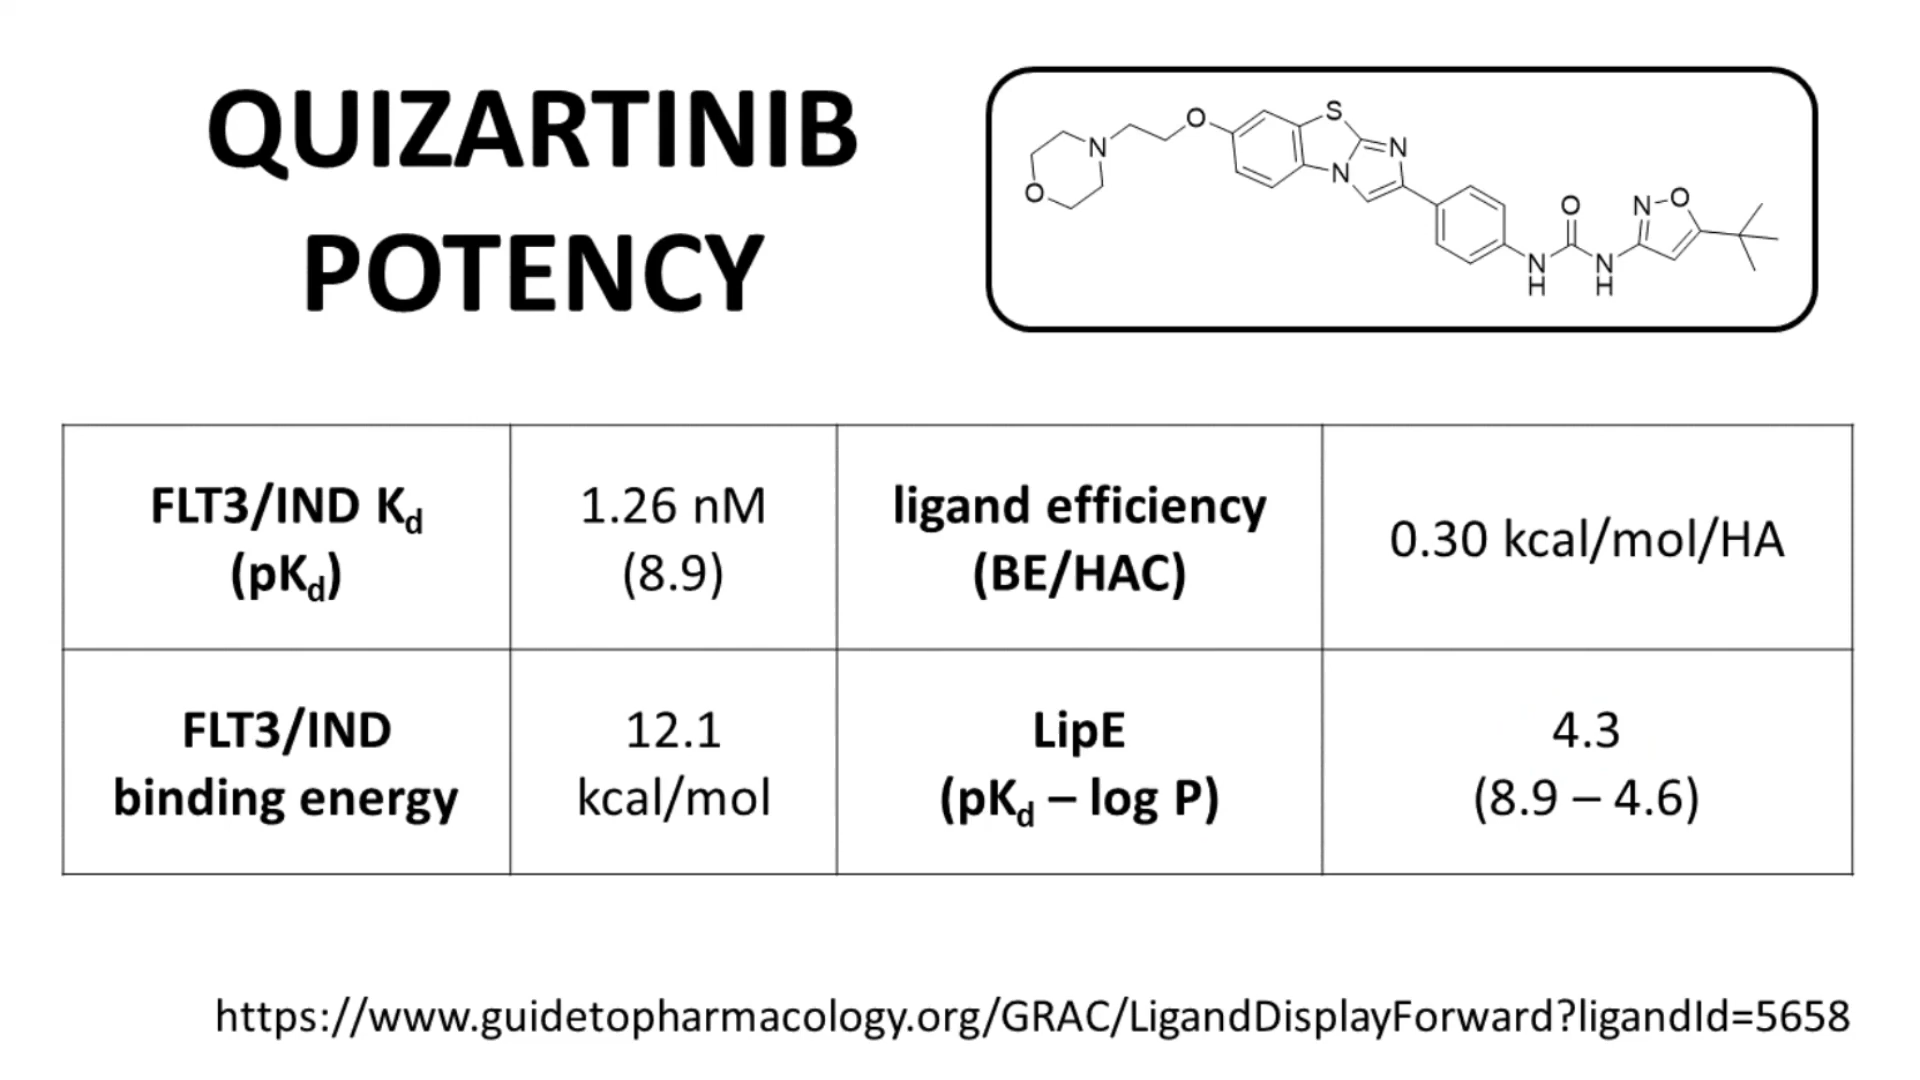 QUIZARTINIB
POTENCY
O
N
O
S
N
N
O
N
H
N
H
N
O
FLT3/IND Kd
(pKd)
1.26 nM
(8.9)
ligand efficiency
(BE/HAC)
0.30 kcal/mol/HA
FLT3/IND
binding energy
12.1
kcal/mol
LipE
(pKd – log P)
4.3
(8.9 – 4.6)
https://www.guidetopharmacology.org/GRAC/LigandDisplayForward?ligandId=5658